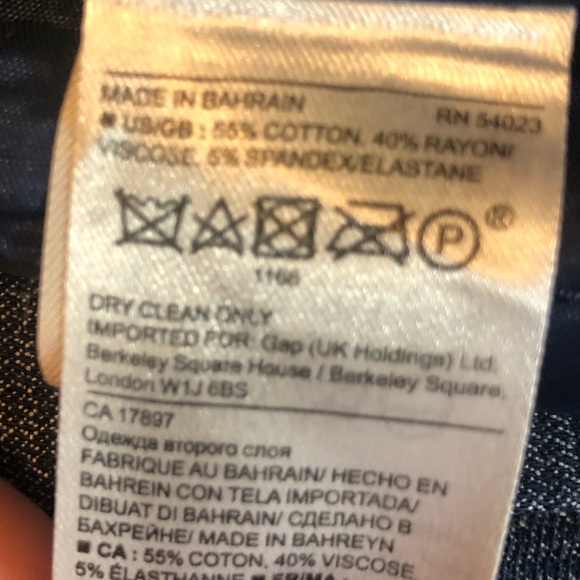 MADE IN BAHRAIN RN 54023
■ US/GB : 55% COTTON, 40% RAYON/
VISCOSE, 5% SPANDEX/ELASTANE
P ®
1166
DRY CLEAN ONLY
IMPORTED FOR: Gap (UK Holdings) Ltd,
Berkeley Square House / Berkeley Square,
London W1J 6BS
CA 17897
Одежда второго слоя
FABRIQUE AU BAHRAIN/ HECHO EN
BAHREIN CON TELA IMPORTADA/
DIBUAT DI BAHRAIN/ СДЕЛАНО В
БАХРЕЙНЕ/ MADE IN BAHREYN
■ CA : 55% COTON, 40% VISCOSE,
5% ÉLASTHANNE ■ FR/MA